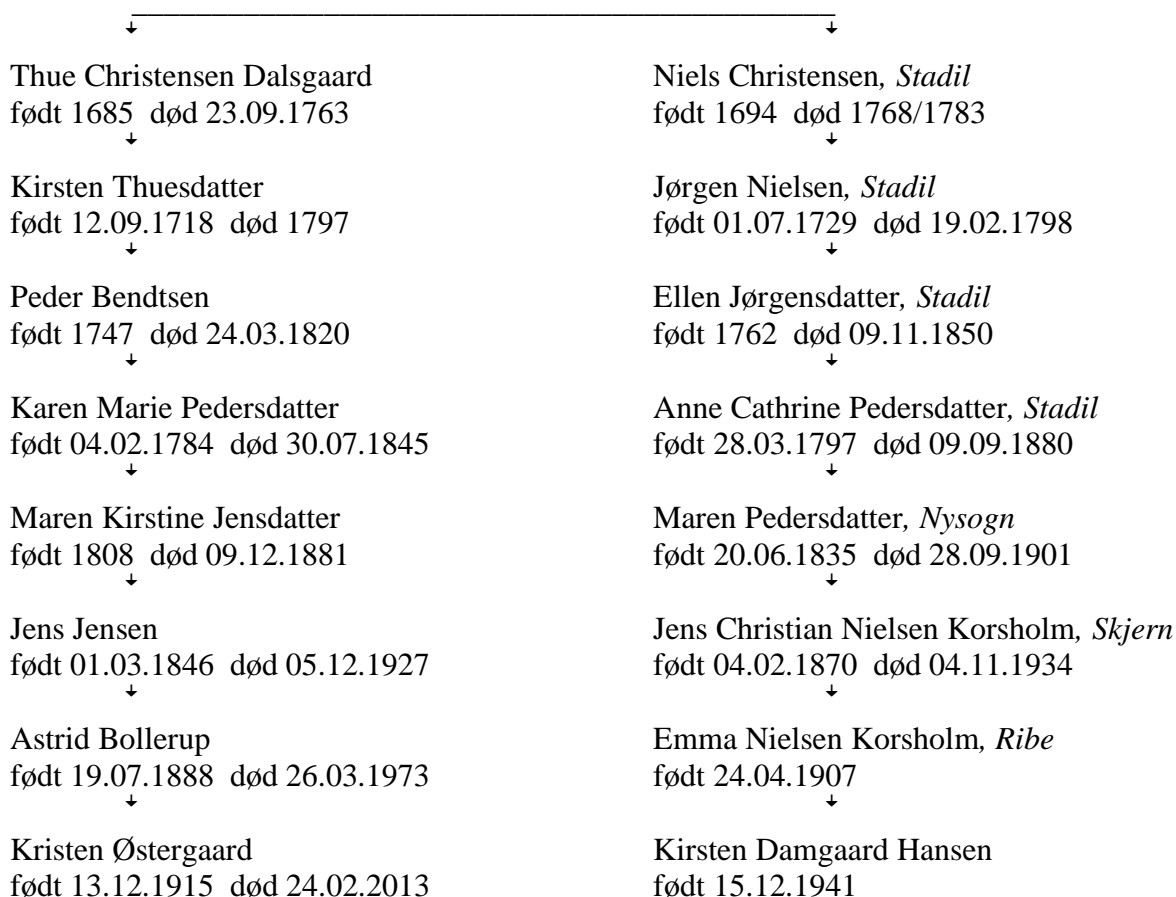 Thue Christensen Dalsgaard
født 1685 død 23.09.1763
Kirsten Thuesdatter
født 12.09.1718 død 1797
Peder Bendtsen
født 1747 død 24.03.1820
Karen Marie Pedersdatter
født 04.02.1784 død 30.07.1845
Maren Kirstine Jensdatter
født 1808 død 09.12.1881
Jens Jensen
født 01.03.1846 død 05.12.1927
Astrid Bollerup
født 19.07.1888 død 26.03.1973
Kristen Østergaard
født 13.12.1915 død 24.02.2013
Niels Christensen, Stadil
født 1694 død 1768/1783
Jørgen Nielsen, Stadil
født 01.07.1729 død 19.02.1798
Ellen Jørgensdatter, Stadil
født 1762 død 09.11.1850
Anne Cathrine Pedersdatter, Stadil
født 28.03.1797 død 09.09.1880
Maren Pedersdatter, Nysogn
født 20.06.1835 død 28.09.1901
Jens Christian Nielsen Korsholm, Skjern
født 04.02.1870 død 04.11.1934
Emma Nielsen Korsholm, Ribe
født 24.04.1907
Kirsten Damgaard Hansen
født 15.12.1941